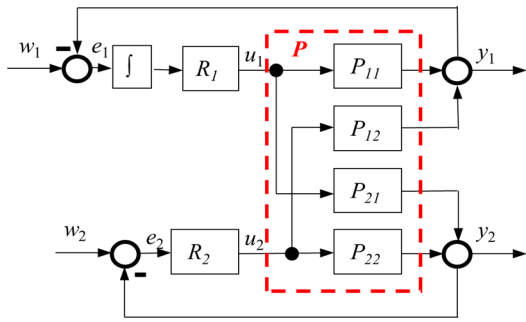 w₁ e₁ ∫ R₁ u₁ P P₁₁ y₁
P₁₂
P₂₁
w₂ e₂ R₂ u₂ P₂₂ y₂